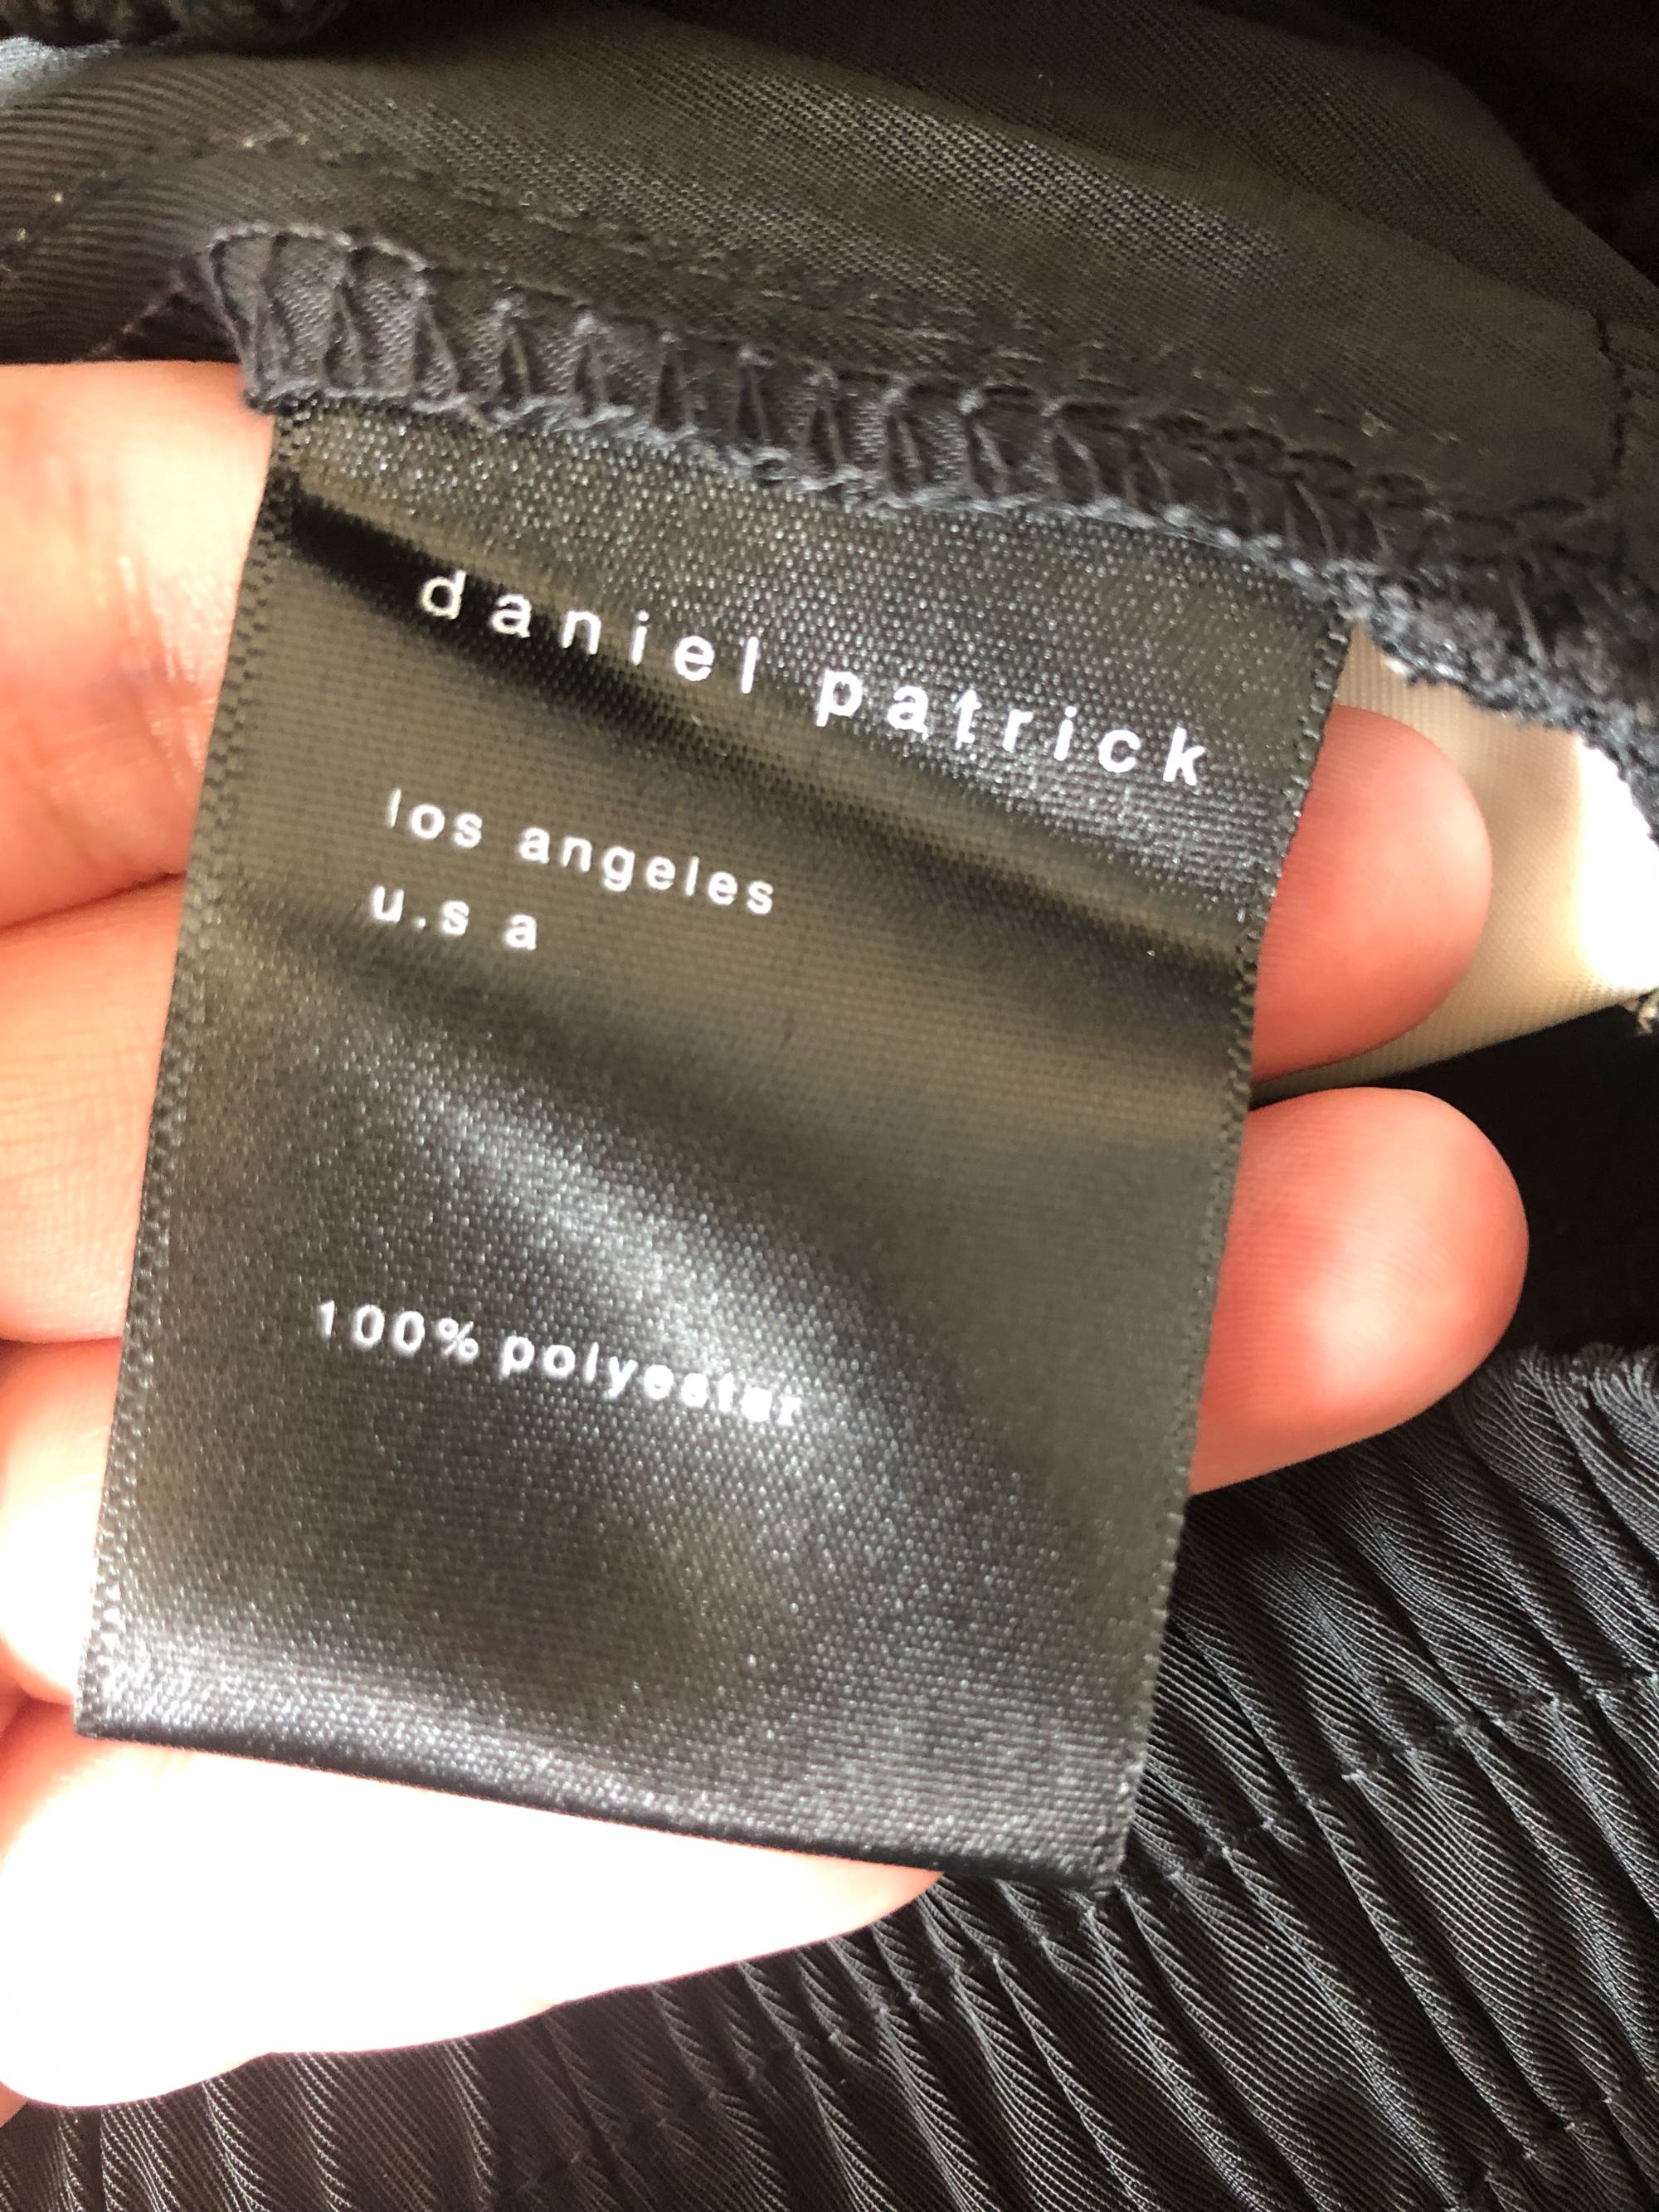 daniel patrick
los angeles
u.s a
100% polyester